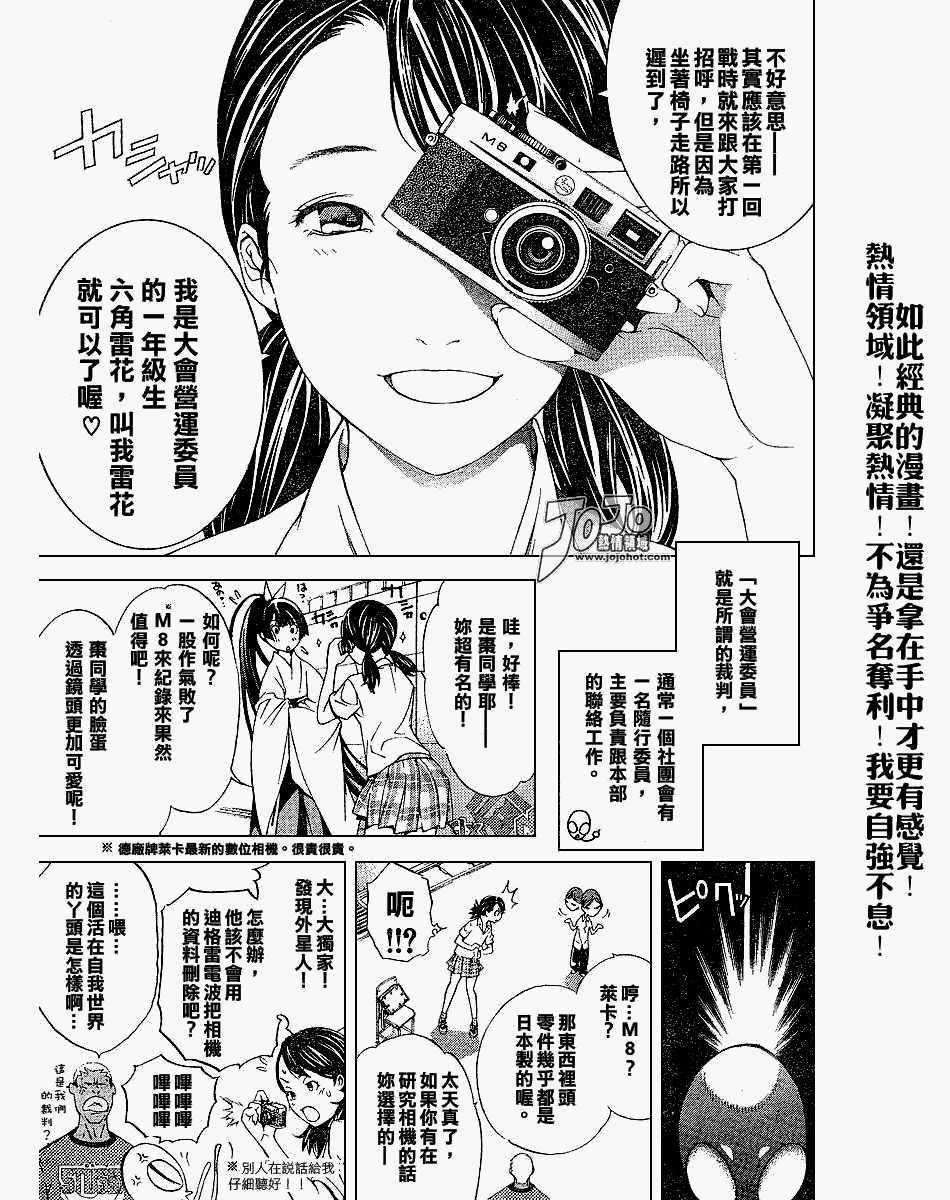 不好意思——
其實應該在第一回
戰時就來跟大家打
招呼，但是因為
坐著椅子走路所以
遲到了，
M8
カシャッ
我是大會營運委員
的一年級生
六角雷花，叫我雷花
就可以了喔♡
JOJO
熱情領域
www.jojohot.com
「大會營運委員」
就是所謂的裁判，
通常一個社團會有
一名隨行委員，
主要負責跟本部
的聯絡工作。
哇，好棒！
是棗同學耶——
妳超有名的！
如何呢？
一股作氣敗了
※M8來紀錄來果然
值得吧！
棗同學的臉蛋
透過鏡頭更加可愛呢！
※ 德廠牌萊卡最新的數位相機。很貴很貴。
ピクッ
哼…M8？
萊卡？
那東西裡頭
零件幾乎都是
日本製的喔。
呃!!?
太天真了，
如果你有在
研究相機的話
妳選擇的—
大…大獨家！
發現外星人！
怎麼辦，
他該不會用
迪格雷電波把相機
的資料刪除吧？
嗶嗶嗶
嗶嗶嗶
※ 別人在說話給我
仔細聽好！！
……喂…
這個活在自我世界
的丫頭是怎樣啊…
這是我們
的裁判？
如此經典的漫畫！還是拿在手中才更有感覺！
熱情領域！凝聚熱情！不為爭名奪利！我要自強不息！